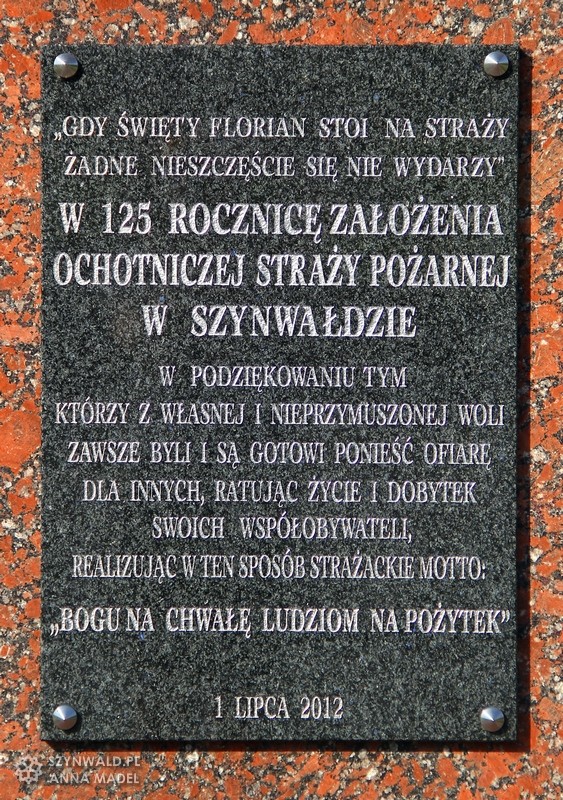 „GDY ŚWIĘTY FLORIAN STOI NA STRAŻY
ŻADNE NIESZCZĘŚCIE SIĘ NIE WYDARZY”
W 125 ROCZNICĘ ZAŁOŻENIA
OCHOTNICZEJ STRAŻY POŻARNEJ
W SZYNWAŁDZIE
W PODZIĘKOWANIU TYM
KTÓRZY Z WŁASNEJ I NIEPRZYMUSZONEJ WOLI
ZAWSZE BYLI I SĄ GOTOWI PONIEŚĆ OFIARĘ
DLA INNYCH, RATUJĄC ŻYCIE I DOBYTEK
SWOICH WSPÓŁOBYWATELI,
REALIZUJĄC W TEN SPOSÓB STRAŻACKIE MOTTO:
„BOGU NA CHWAŁĘ LUDZIOM NA POŻYTEK”
1 LIPCA 2012
SZYNWALD.PL
ANNA MADEL